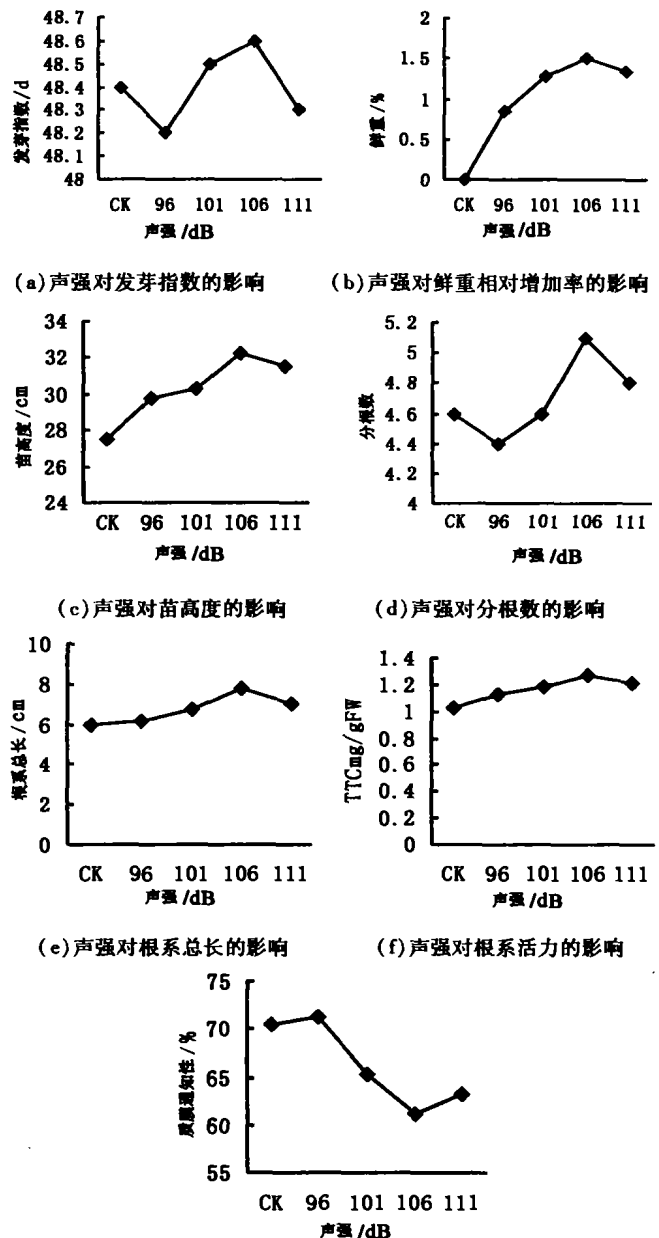 48.7
48.6
48.5
48.4
48.3
48.2
48.1
48
发芽指数/d
CK 96 101 106 111
声强/dB
2
1.5
1
0.5
0
鲜重/%
CK 96 101 106 111
声强/dB
(a)声强对发芽指数的影响 (b)声强对鲜重相对增加率的影响
34
32
30
28
26
24
苗高度/cm
CK 96 101 106 111
声强/dB
5.2
5
4.8
4.6
4.4
4.2
4
分根数
CK 96 101 106 111
声强/dB
(c)声强对苗高度的影响 (d)声强对分根数的影响
10
8
6
4
2
0
根系总长/cm
CK 96 101 106 111
声强/dB
1.4
1.2
1
0.8
0.6
0.4
0.2
0
TTCmg/gFW
CK 96 101 106 111
声强/dB
(e)声强对根系总长的影响 (f)声强对根系活力的影响
75
70
65
60
55
质膜通知性/%
CK 96 101 106 111
声强/dB